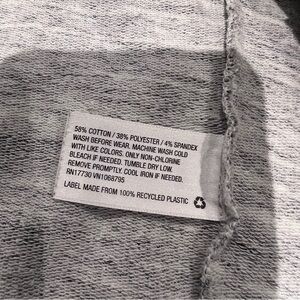 58% COTTON / 38% POLYESTER / 4% SPANDEX
WASH BEFORE WEAR. MACHINE WASH COLD
WITH LIKE COLORS. ONLY NON-CHLORINE
BLEACH IF NEEDED. TUMBLE DRY LOW.
REMOVE PROMPTLY. COOL IRON IF NEEDED.
RN17730 VN1068795
LABEL MADE FROM 100% RECYCLED PLASTIC